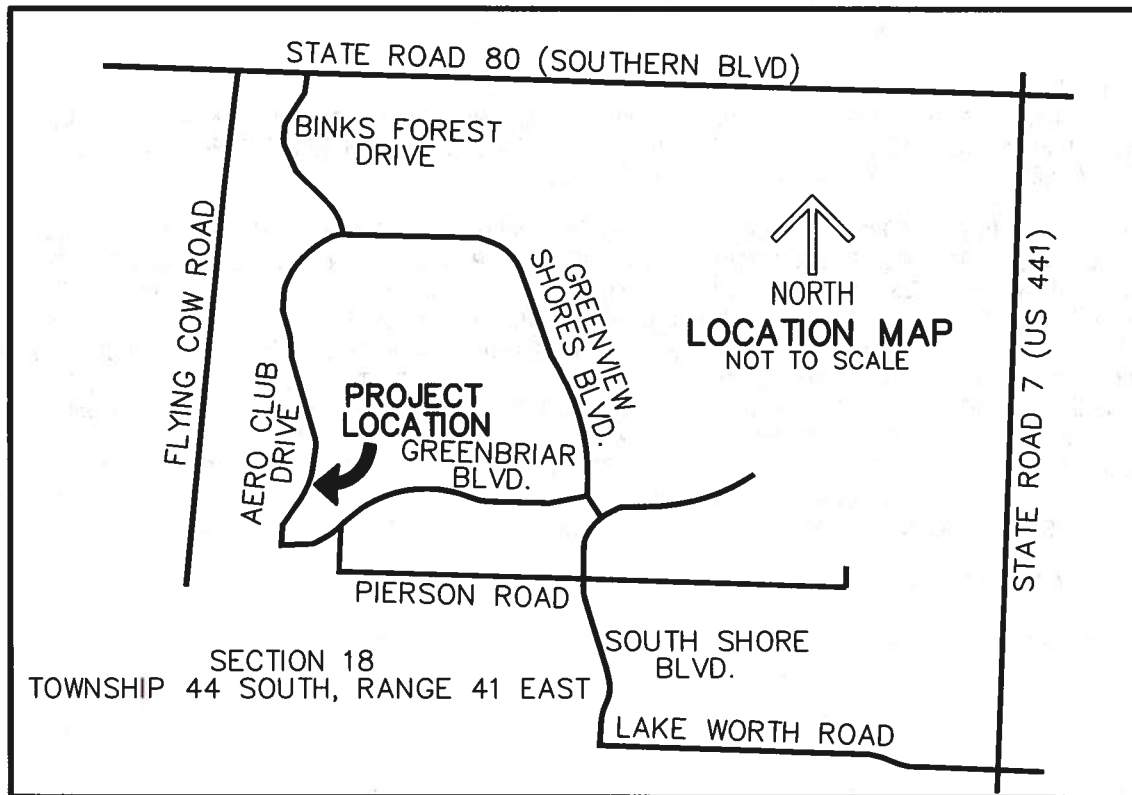 STATE ROAD 80 (SOUTHERN BLVD)
BINKS FOREST
DRIVE
FLYING COW ROAD
GREENVIEW
SHORES BLVD.
NORTH
LOCATION MAP
NOT TO SCALE
STATE ROAD 7 (US 441)
AERO CLUB
DRIVE
PROJECT
LOCATION
GREENBRIAR
BLVD.
PIERSON ROAD
SOUTH SHORE
BLVD.
SECTION 18
TOWNSHIP 44 SOUTH, RANGE 41 EAST
LAKE WORTH ROAD